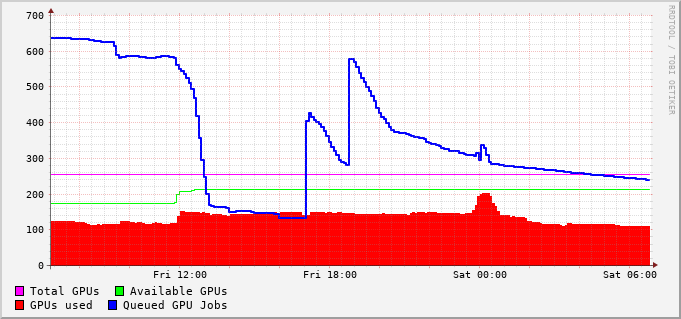 700
600
500
400
300
200
100
0
Fri 12:00 Fri 18:00 Sat 00:00 Sat 06:00
Total GPUs Available GPUs
GPUs used Queued GPU Jobs
RRDTOOL / TOBI OETIKER